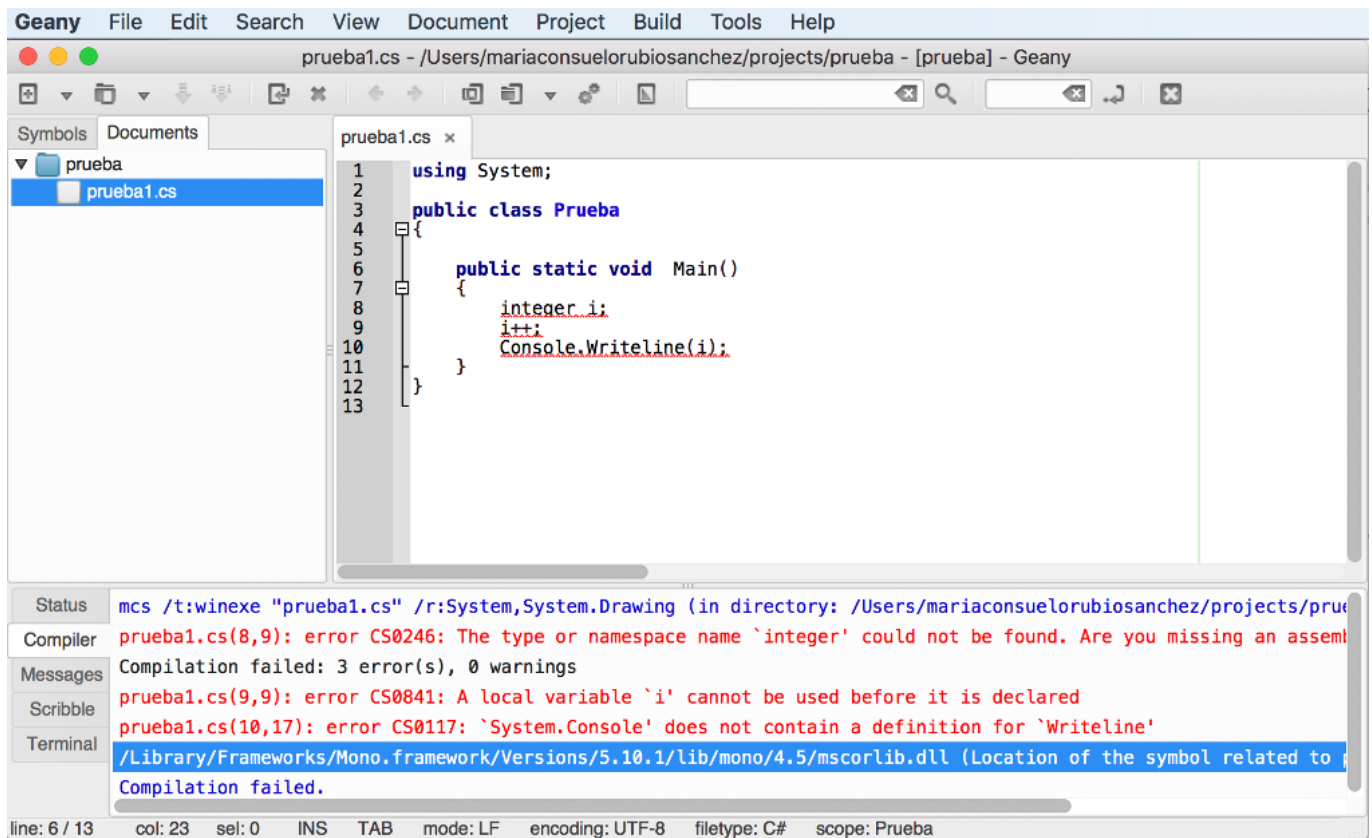 Geany File Edit Search View Document Project Build Tools Help
prueba1.cs - /Users/mariaconsuelorubiosanchez/projects/prueba - [prueba] - Geany
Symbols Documents
prueba
prueba1.cs
prueba1.cs ×
1 using System;
2
3 public class Prueba
4 {
5
6 public static void  Main()
7 {
8 integer i;
9 i++;
10 Console.Writeline(i);
11 }
12 }
13
Status
Compiler
Messages
Scribble
Terminal
mcs /t:winexe "prueba1.cs" /r:System,System.Drawing (in directory: /Users/mariaconsuelorubiosanchez/projects/prue
prueba1.cs(8,9): error CS0246: The type or namespace name `integer' could not be found. Are you missing an assemb
Compilation failed: 3 error(s), 0 warnings
prueba1.cs(9,9): error CS0841: A local variable `i' cannot be used before it is declared
prueba1.cs(10,17): error CS0117: `System.Console' does not contain a definition for `Writeline'
/Library/Frameworks/Mono.framework/Versions/5.10.1/lib/mono/4.5/mscorlib.dll (Location of the symbol related to
Compilation failed.
line: 6 / 13 col: 23 sel: 0 INS TAB mode: LF encoding: UTF-8 filetype: C# scope: Prueba